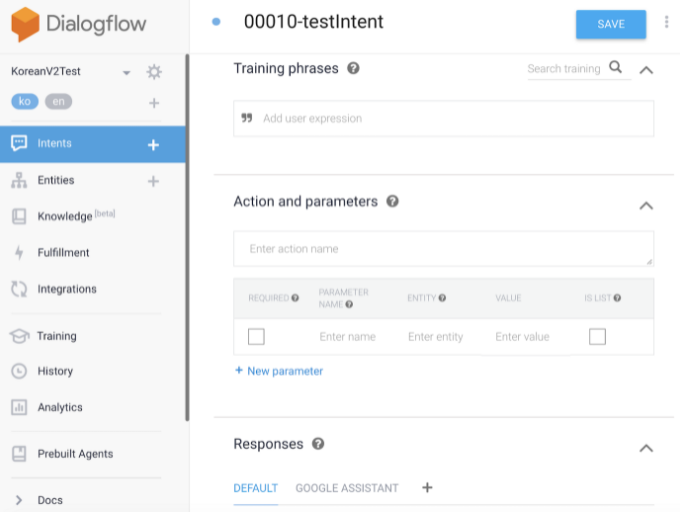 Dialogflow
00010-testIntent
SAVE
KoreanV2Test
ko
en
Intents
Entities
Knowledge [beta]
Fulfillment
Integrations
Training
History
Analytics
Prebuilt Agents
Docs
Training phrases
Search training
Add user expression
Action and parameters
Enter action name
REQUIRED
PARAMETER
NAME
ENTITY
VALUE
IS LIST
Enter name
Enter entity
Enter value
+ New parameter
Responses
DEFAULT
GOOGLE ASSISTANT